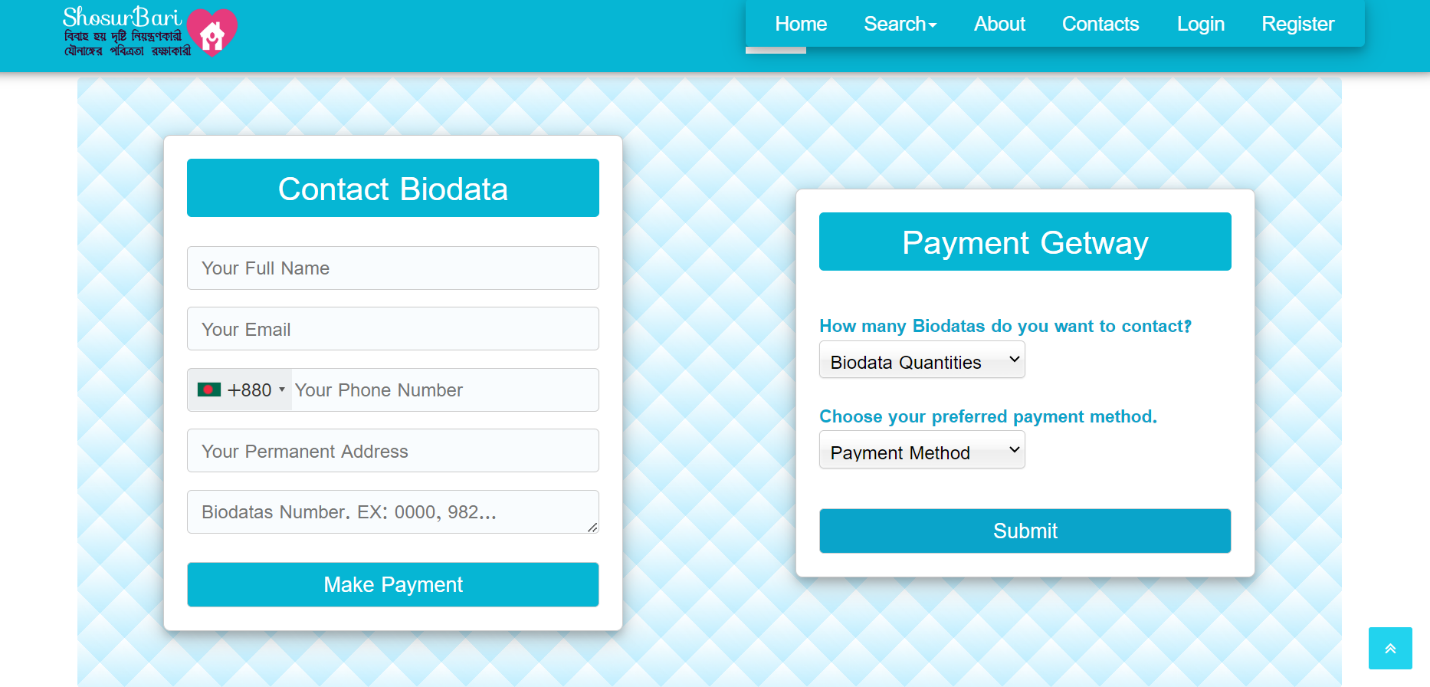 ShosurBari
বিবাহ হয় দৃষ্টি নিয়ন্ত্রণকারী
যৌনাঙ্গের পবিত্রতা রক্ষাকারী
Home Search About Contacts Login Register
Contact Biodata
Your Full Name
Your Email
+880 Your Phone Number
Your Permanent Address
Biodatas Number. EX: 0000, 982...
Make Payment
Payment Getway
How many Biodatas do you want to contact?
Biodata Quantities
Choose your preferred payment method.
Payment Method
Submit